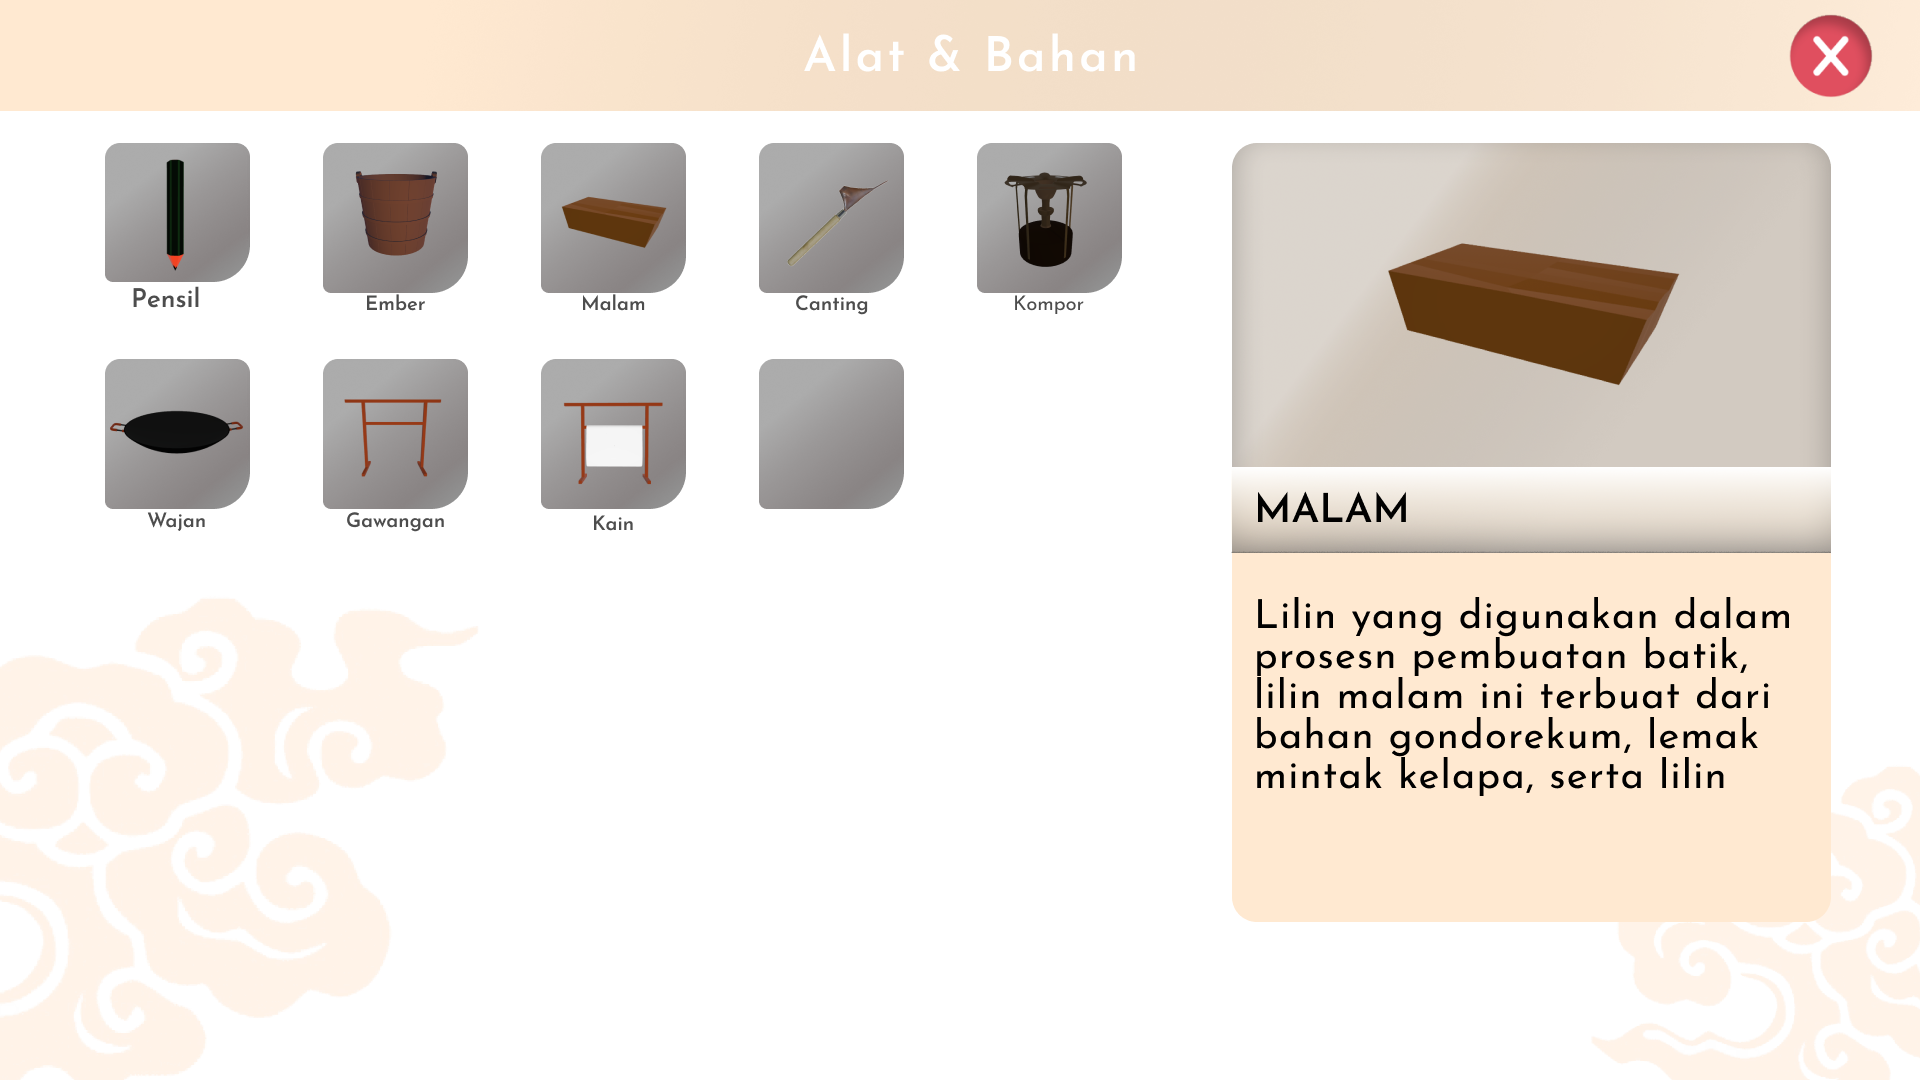 Alat & Bahan
Pensil
Ember
Malam
Canting
Kompor
Wajan
Gawangan
Kain
MALAM
Lilin yang digunakan dalam
prosesn pembuatan batik,
lilin malam ini terbuat dari
bahan gondorekum, lemak
mintak kelapa, serta lilin